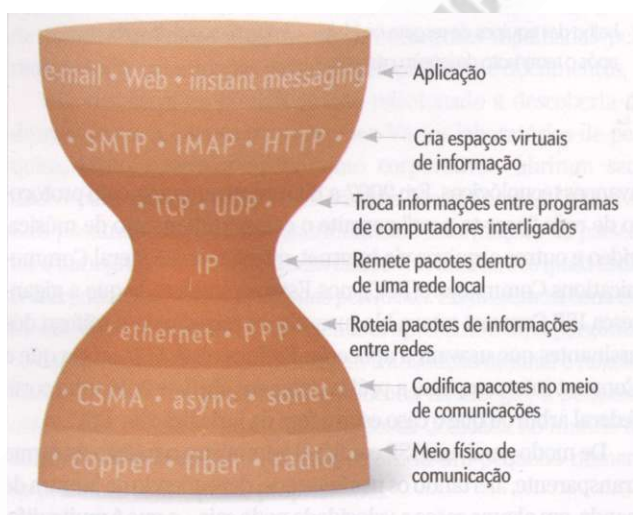 e-mail • Web • instant messaging
Aplicação
• SMTP • IMAP • HTTP •
Cria espaços virtuais
de informação
• TCP • UDP •
Troca informações entre programas
de computadores interligados
IP
Remete pacotes dentro
de uma rede local
• ethernet • PPP •
Roteia pacotes de informações
entre redes
• CSMA • async • sonet •
Codifica pacotes no meio
de comunicações
• copper • fiber • radio •
Meio físico de
comunicação